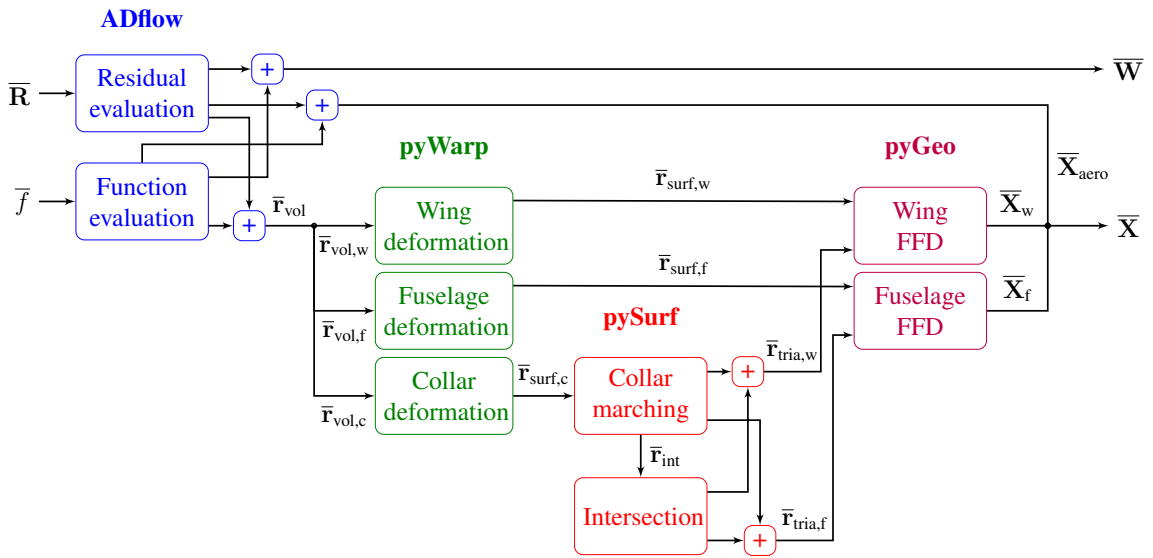 ADflow
R̅
Residual
evaluation
+
+
W̅
f̅
Function
evaluation
+
r̅vol
pyWarp
pyGeo
X̅aero
r̅surf,w
Wing
deformation
r̅vol,w
Wing
FFD
X̅w
X̅
r̅surf,f
Fuselage
deformation
r̅vol,f
pySurf
Fuselage
FFD
X̅f
Collar
deformation
r̅vol,c
r̅surf,c
Collar
marching
+
r̅tria,w
r̅int
Intersection
+
r̅tria,f